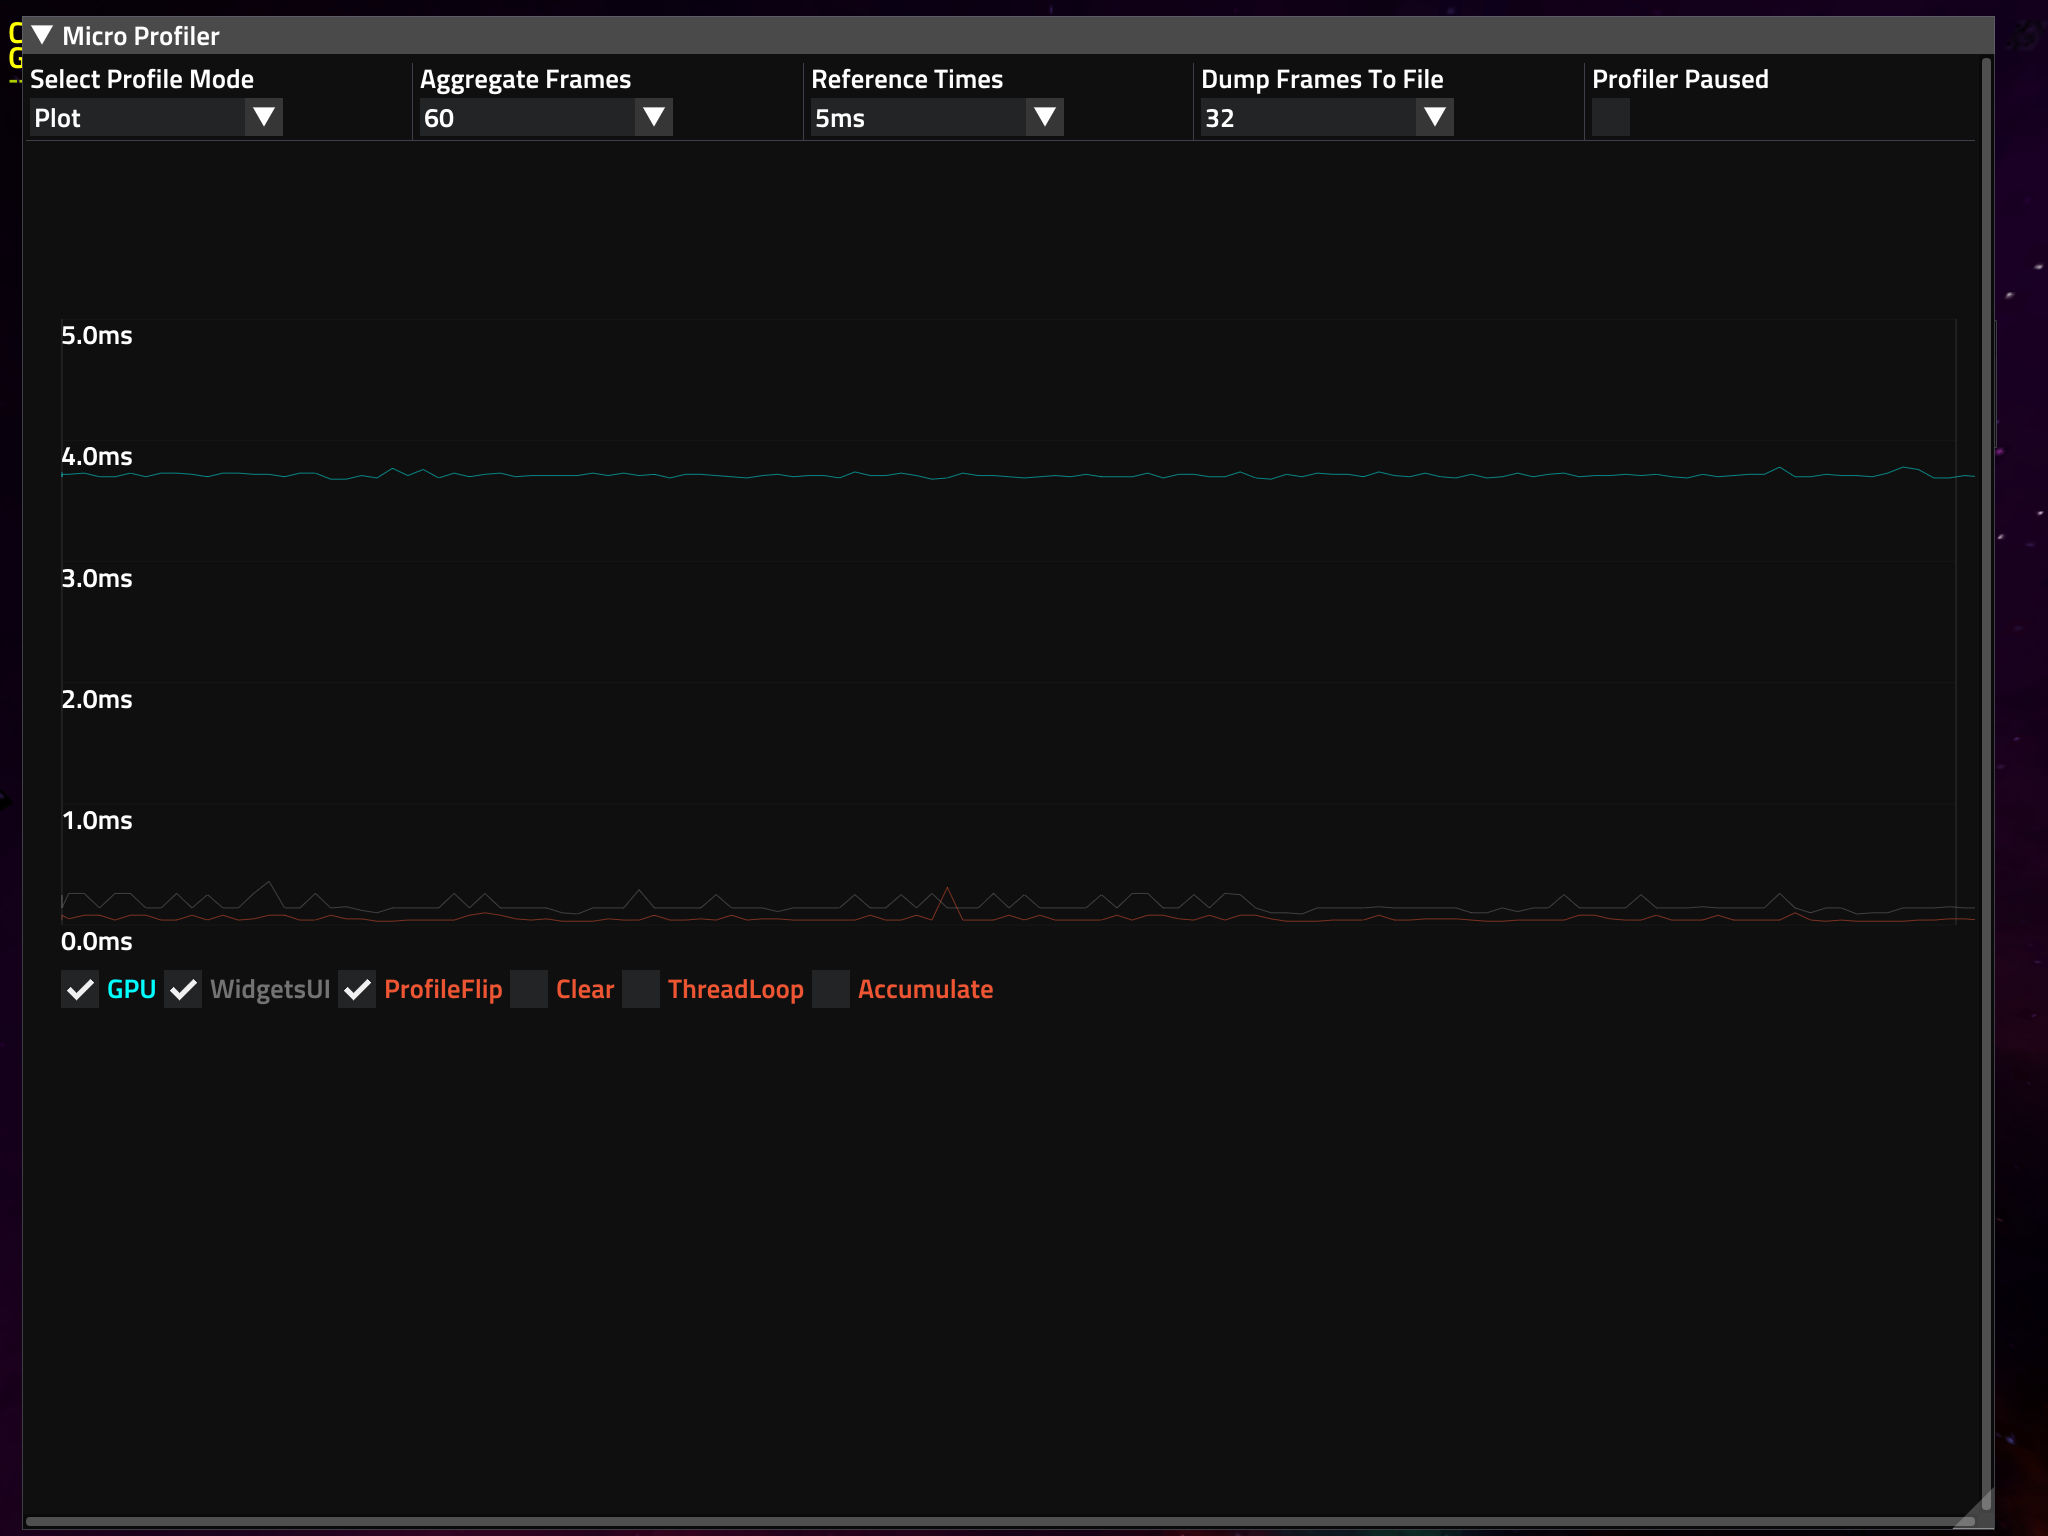 Micro Profiler
Select Profile Mode Aggregate Frames Reference Times Dump Frames To File Profiler Paused
Plot 60 5ms 32
5.0ms
4.0ms
3.0ms
2.0ms
1.0ms
0.0ms
GPU WidgetsUI ProfileFlip Clear ThreadLoop Accumulate